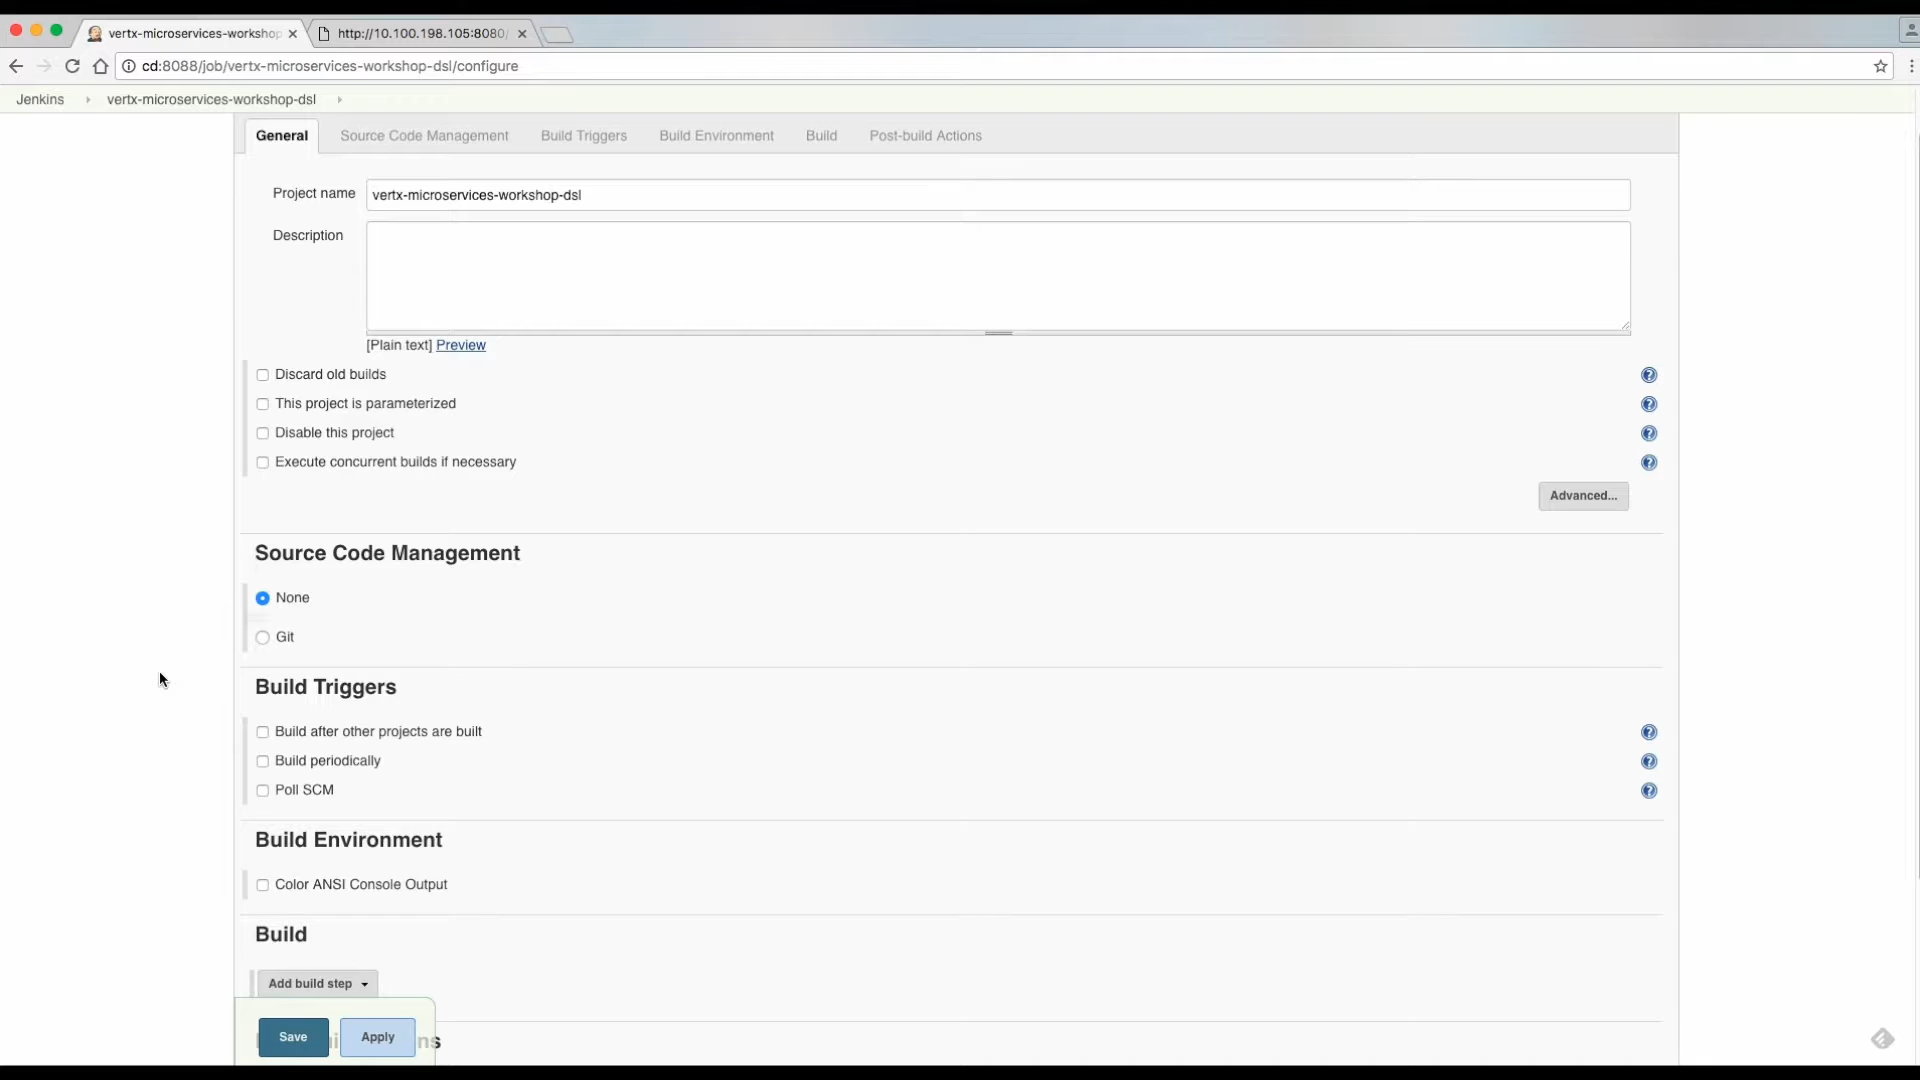 vertx-microservices-workshop
http://10.100.198.105:8080/
cd:8088/job/vertx-microservices-workshop-dsl/configure
Jenkins vertx-microservices-workshop-dsl
General Source Code Management Build Triggers Build Environment Build Post-build Actions
Project name vertx-microservices-workshop-dsl
Description
[Plain text] Preview
Discard old builds
This project is parameterized
Disable this project
Execute concurrent builds if necessary
Advanced...
Source Code Management
None
Git
Build Triggers
Build after other projects are built
Build periodically
Poll SCM
Build Environment
Color ANSI Console Output
Build
Add build step
Save Apply